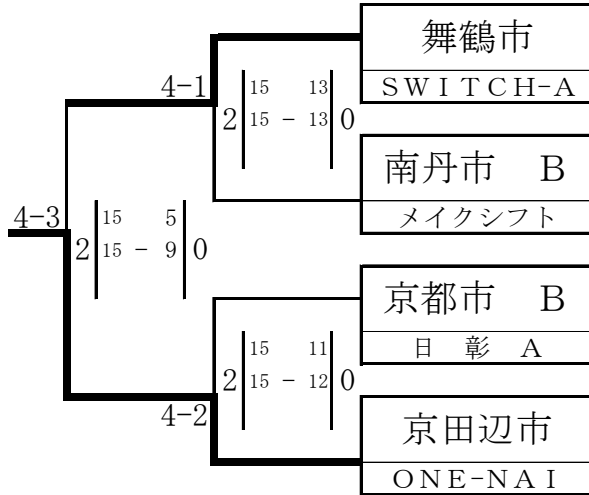 舞鶴市
ＳＷＩＴＣＨ-Ａ
4-1
15 13
2 15 - 13 0
南丹市　Ｂ
メイクシフト
4-3
15 5
2 15 - 9 0
京都市　Ｂ
日　彰　Ａ
15 11
2 15 - 12 0
4-2
京田辺市
ＯＮＥ-ＮＡＩ